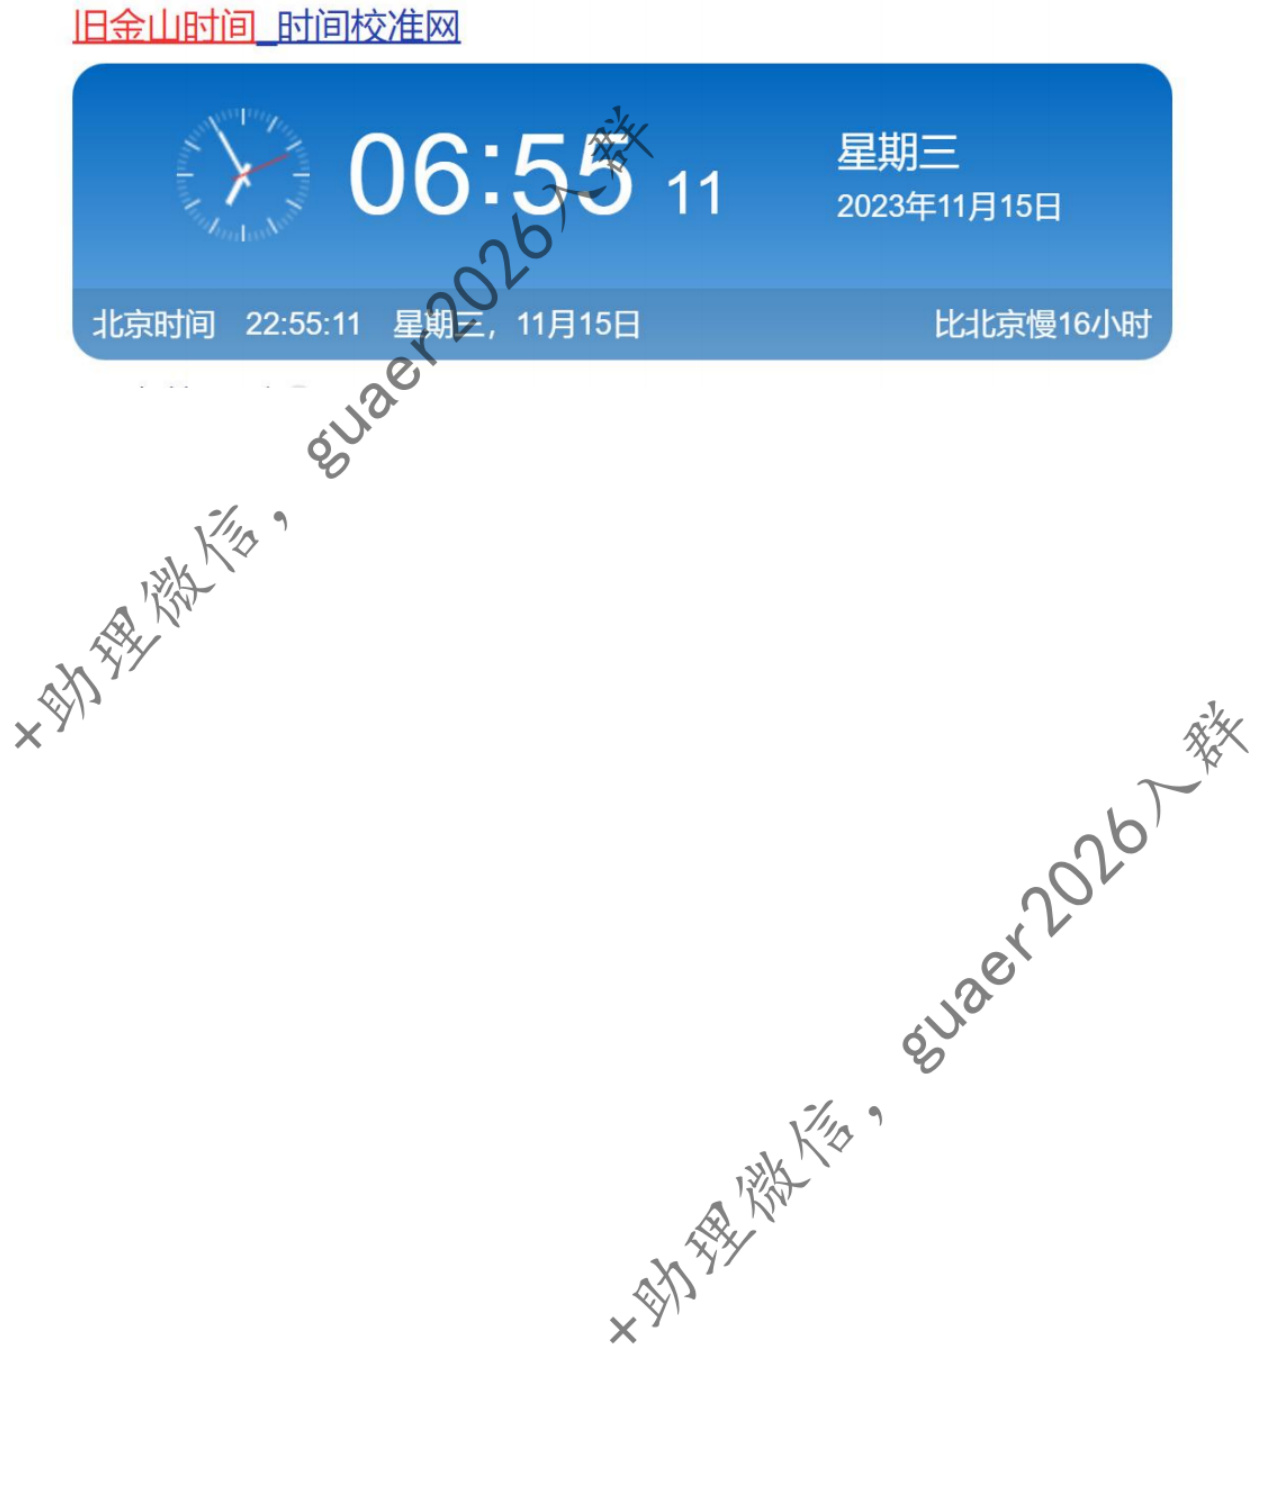 旧金山时间_时间校准网
06:55 11
星期三
2023年11月15日
北京时间 22:55:11 星期三，11月15日 比北京慢16小时
+助理微信，guaer2026入群
+助理微信，guaer2026入群